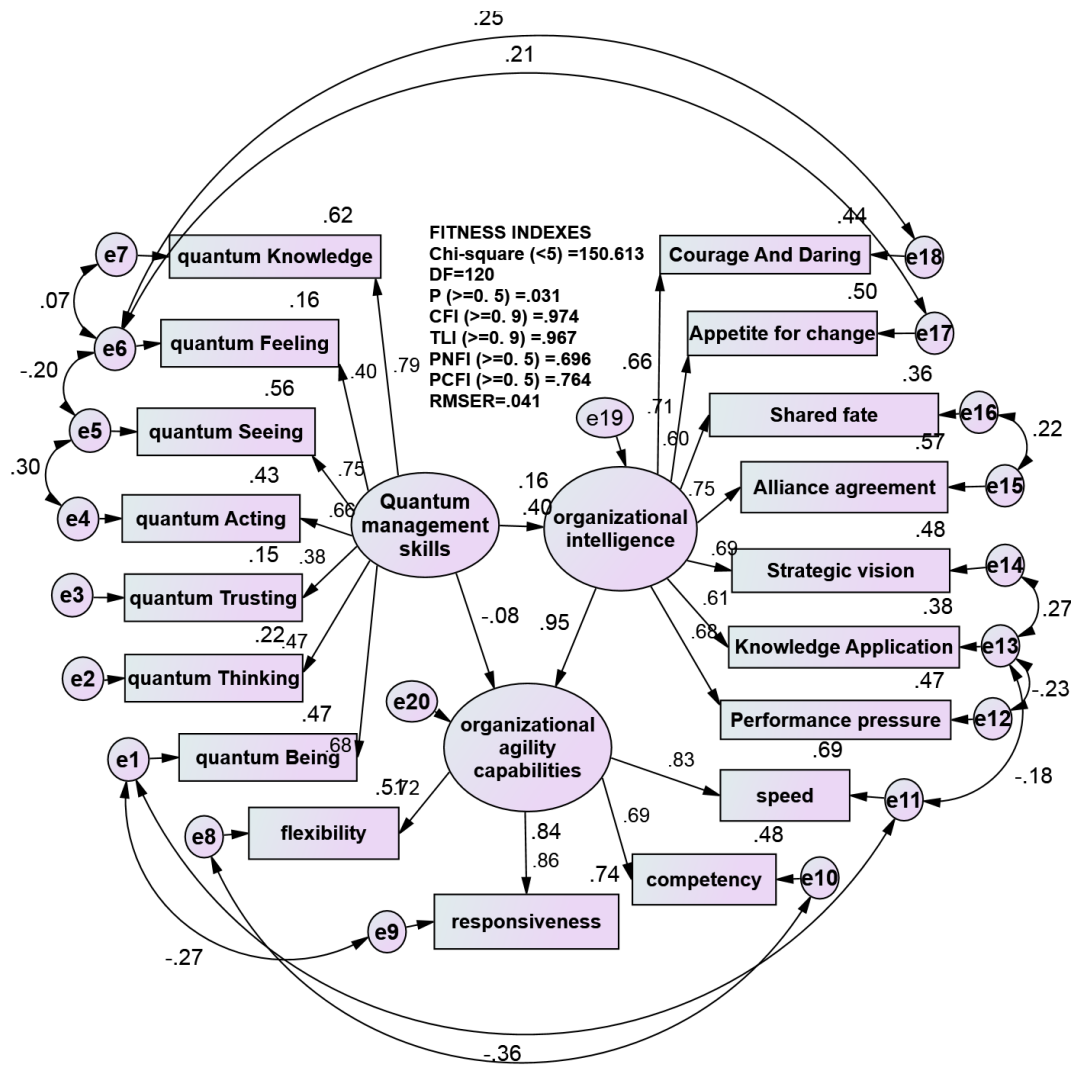 .25
.21
.62
.44
FITNESS INDEXES
Chi-square (<5) =150.613
DF=120
P (>=0. 5) =.031
CFI (>=0. 9) =.974
TLI (>=0. 9) =.967
PNFI (>=0. 5) =.696
PCFI (>=0. 5) =.764
RMSER=.041
e7
quantum Knowledge
Courage And Daring
e18
.07
.16
.50
e6
quantum Feeling
Appetite for change
e17
-.20
.40
.79
.66
.36
.56
.71
e19
e5
quantum Seeing
Shared fate
e16
.22
.60
.57
.30
.43
.75
.16
.75
Alliance agreement
e15
.66
.40
e4
quantum Acting
Quantum
management
skills
organizational
intelligence
.48
.15
.38
.69
Strategic vision
e14
e3
quantum Trusting
.61
.38
.27
-.08
.95
.68
.22
.47
Knowledge Application
e13
e2
quantum Thinking
.47
-.23
e20
.47
Performance pressure
e12
organizational
agility
capabilities
.68
e1
quantum Being
.69
.83
-.18
.51
.72
speed
e11
e8
flexibility
.84
.69
.48
.86
.74
competency
e10
e9
responsiveness
-.27
-.36